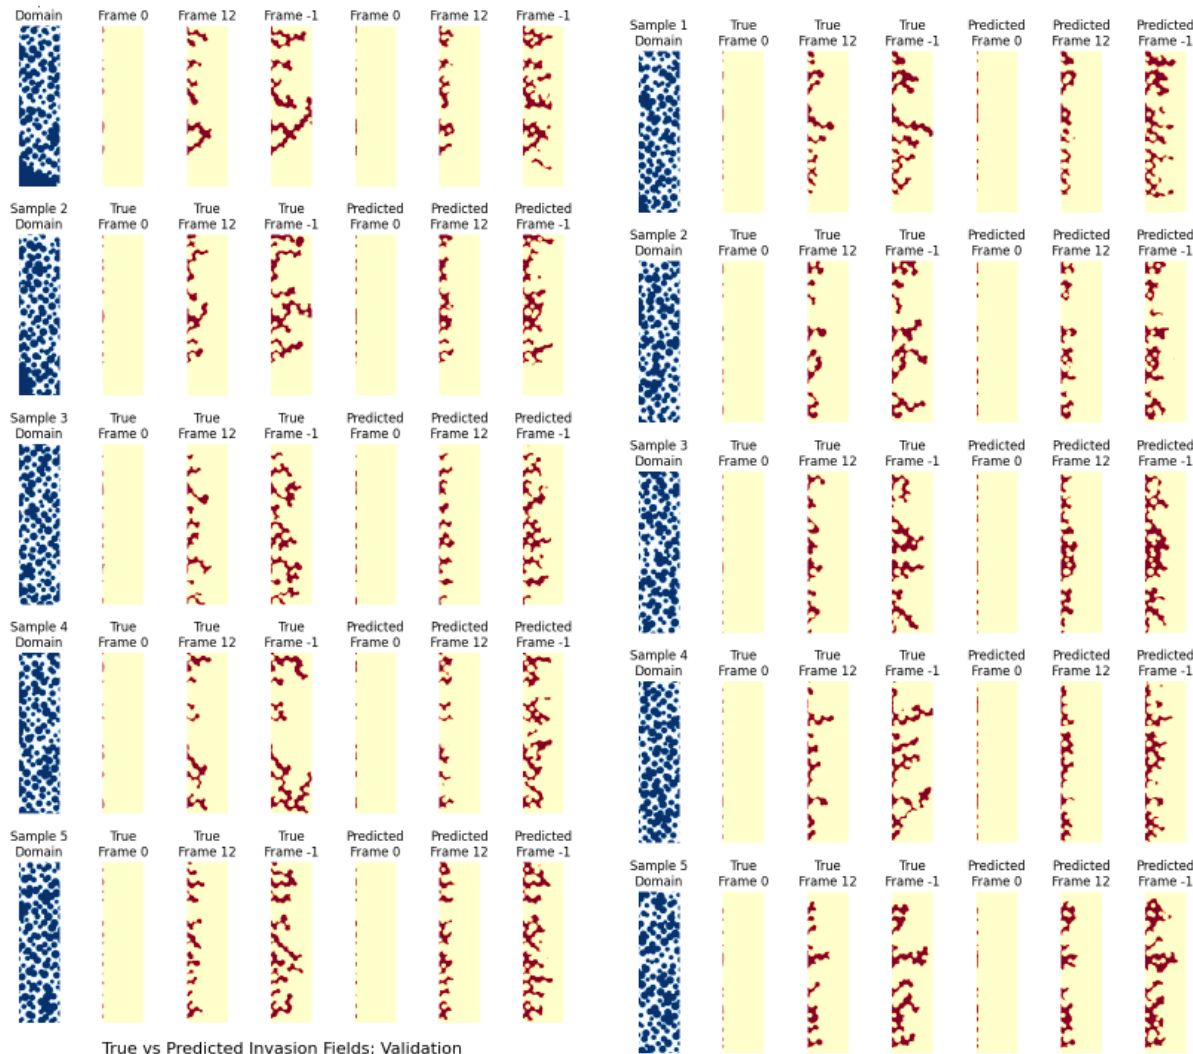 Domain Frame 0 Frame 12 Frame -1 Frame 0 Frame 12 Frame -1
Sample 2 True True True Predicted Predicted Predicted
Domain Frame 0 Frame 12 Frame -1 Frame 0 Frame 12 Frame -1
Sample 3 True True True Predicted Predicted Predicted
Domain Frame 0 Frame 12 Frame -1 Frame 0 Frame 12 Frame -1
Sample 4 True True True Predicted Predicted Predicted
Domain Frame 0 Frame 12 Frame -1 Frame 0 Frame 12 Frame -1
Sample 5 True True True Predicted Predicted Predicted
Domain Frame 0 Frame 12 Frame -1 Frame 0 Frame 12 Frame -1
True vs Predicted Invasion Fields: Validation
Sample 1 True True True Predicted Predicted Predicted
Domain Frame 0 Frame 12 Frame -1 Frame 0 Frame 12 Frame -1
Sample 2 True True True Predicted Predicted Predicted
Domain Frame 0 Frame 12 Frame -1 Frame 0 Frame 12 Frame -1
Sample 3 True True True Predicted Predicted Predicted
Domain Frame 0 Frame 12 Frame -1 Frame 0 Frame 12 Frame -1
Sample 4 True True True Predicted Predicted Predicted
Domain Frame 0 Frame 12 Frame -1 Frame 0 Frame 12 Frame -1
Sample 5 True True True Predicted Predicted Predicted
Domain Frame 0 Frame 12 Frame -1 Frame 0 Frame 12 Frame -1